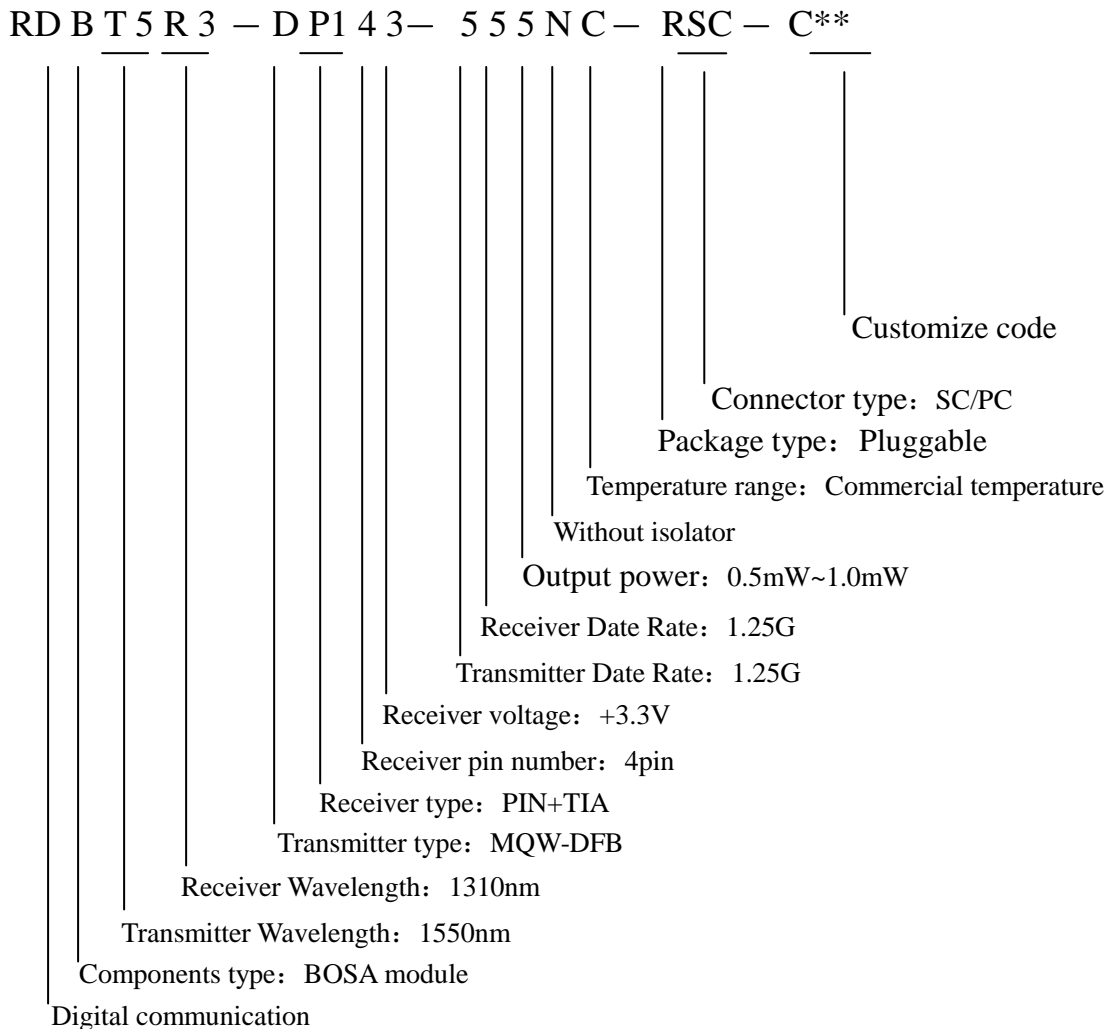 RD B T 5 R 3 — D P1 4 3 — 5 5 5 N C — RSC — C**
Customize code
Connector type：SC/PC
Package type：Pluggable
Temperature range：Commercial temperature
Without isolator
Output power：0.5mW~1.0mW
Receiver Date Rate：1.25G
Transmitter Date Rate：1.25G
Receiver voltage：+3.3V
Receiver pin number：4pin
Receiver type：PIN+TIA
Transmitter type：MQW-DFB
Receiver Wavelength：1310nm
Transmitter Wavelength：1550nm
Components type：BOSA module
Digital communication